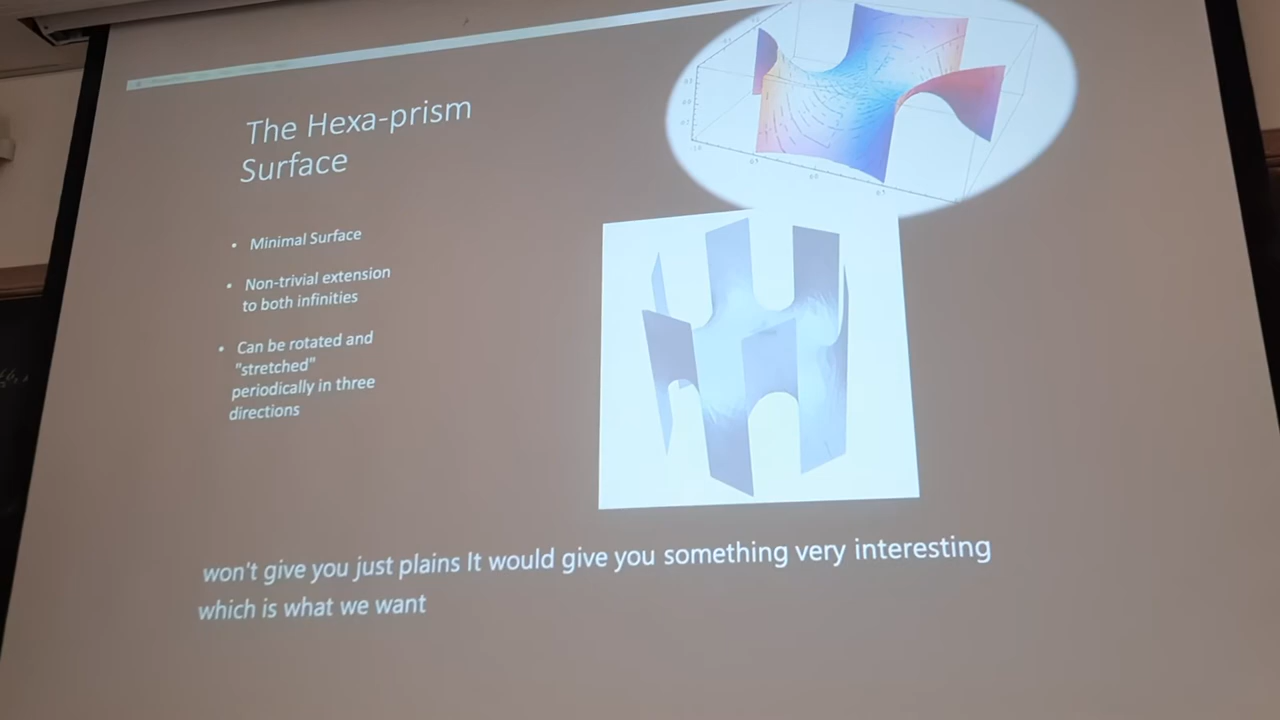 The Hexa-prism
Surface
• Minimal Surface
• Non-trivial extension
to both infinities
• Can be rotated and
"stretched"
periodically in three
directions
won't give you just plains It would give you something very interesting
which is what we want